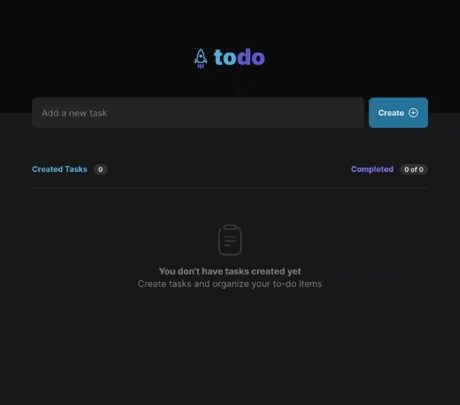 todo
Add a new task
Create
Created Tasks 0
Completed 0 of 0
You don't have tasks created yet
Create tasks and organize your to-do items